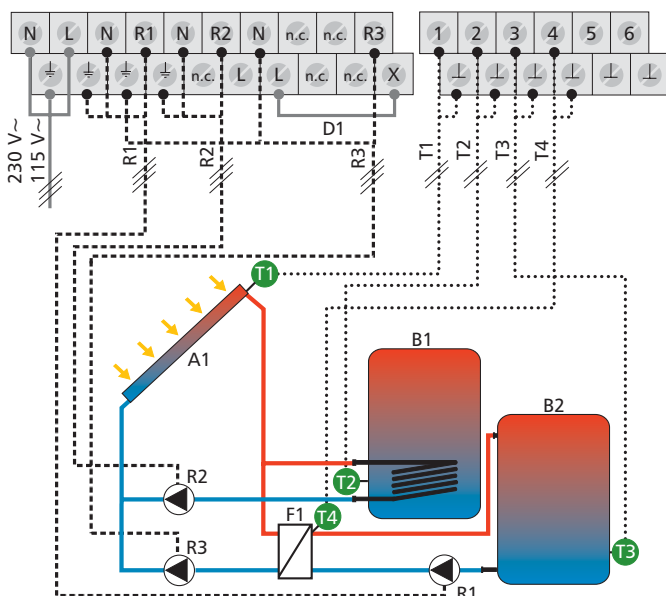 N L N R1 N R2 N n.c. n.c. R3
1 2 3 4 5 6
n.c. L L n.c. n.c. X
D1
230 V~
115 V~
R1
R2
R3
T1
T2
T3
T4
T1
A1
B1
B2
R2
T2
F1
T4
R3
T3
R1